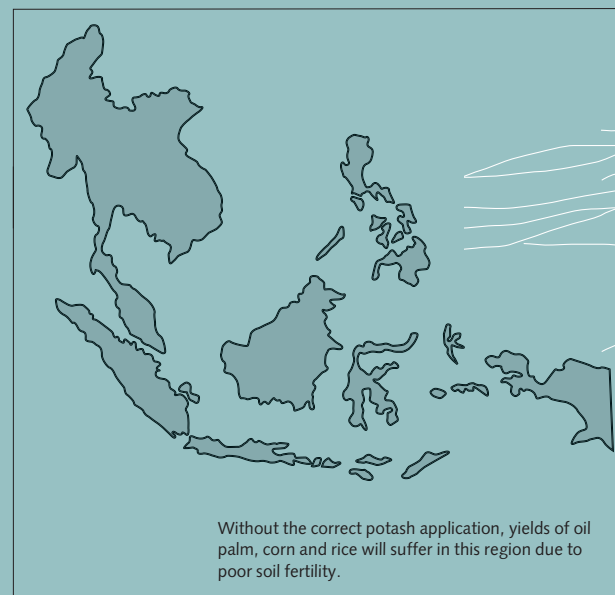 Without the correct potash application, yields of oil
palm, corn and rice will suffer in this region due to
poor soil fertility.